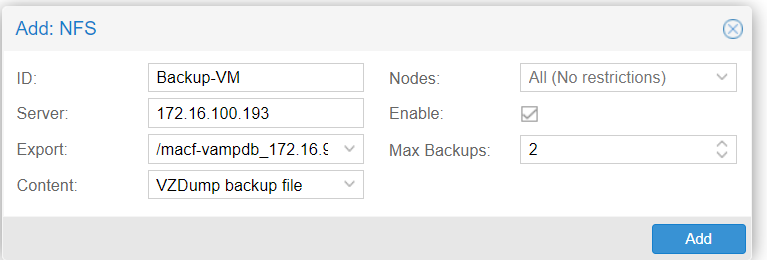 Add: NFS
ID: Backup-VM Nodes: All (No restrictions)
Server: 172.16.100.193 Enable:
Export: /macf-vampdb_172.16.9 Max Backups: 2
Content: VZDump backup file
Add